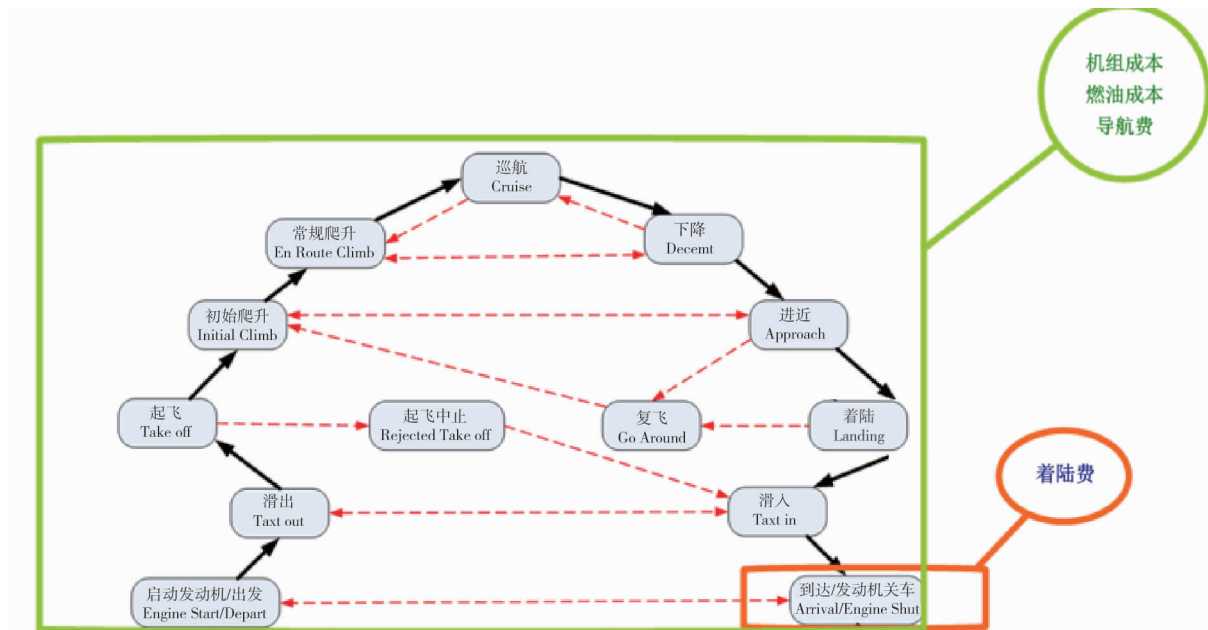 机组成本
燃油成本
导航费
巡航
Cruise
常规爬升
En Route Climb
下降
Decemt
初始爬升
Initial Climb
进近
Approach
起飞
Take off
起飞中止
Rejected Take off
复飞
Go Around
着陆
Landing
着陆费
滑出
Taxt out
滑入
Taxt in
启动发动机/出发
Engine Start/Depart
到达/发动机关车
Arrival/Engine Shut